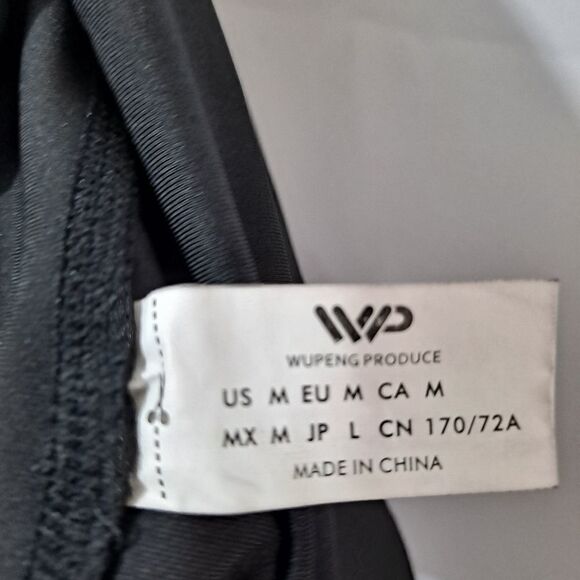 WP
WUPENG PRODUCE
US M EU M CA M
MX M JP L CN 170/72A
MADE IN CHINA